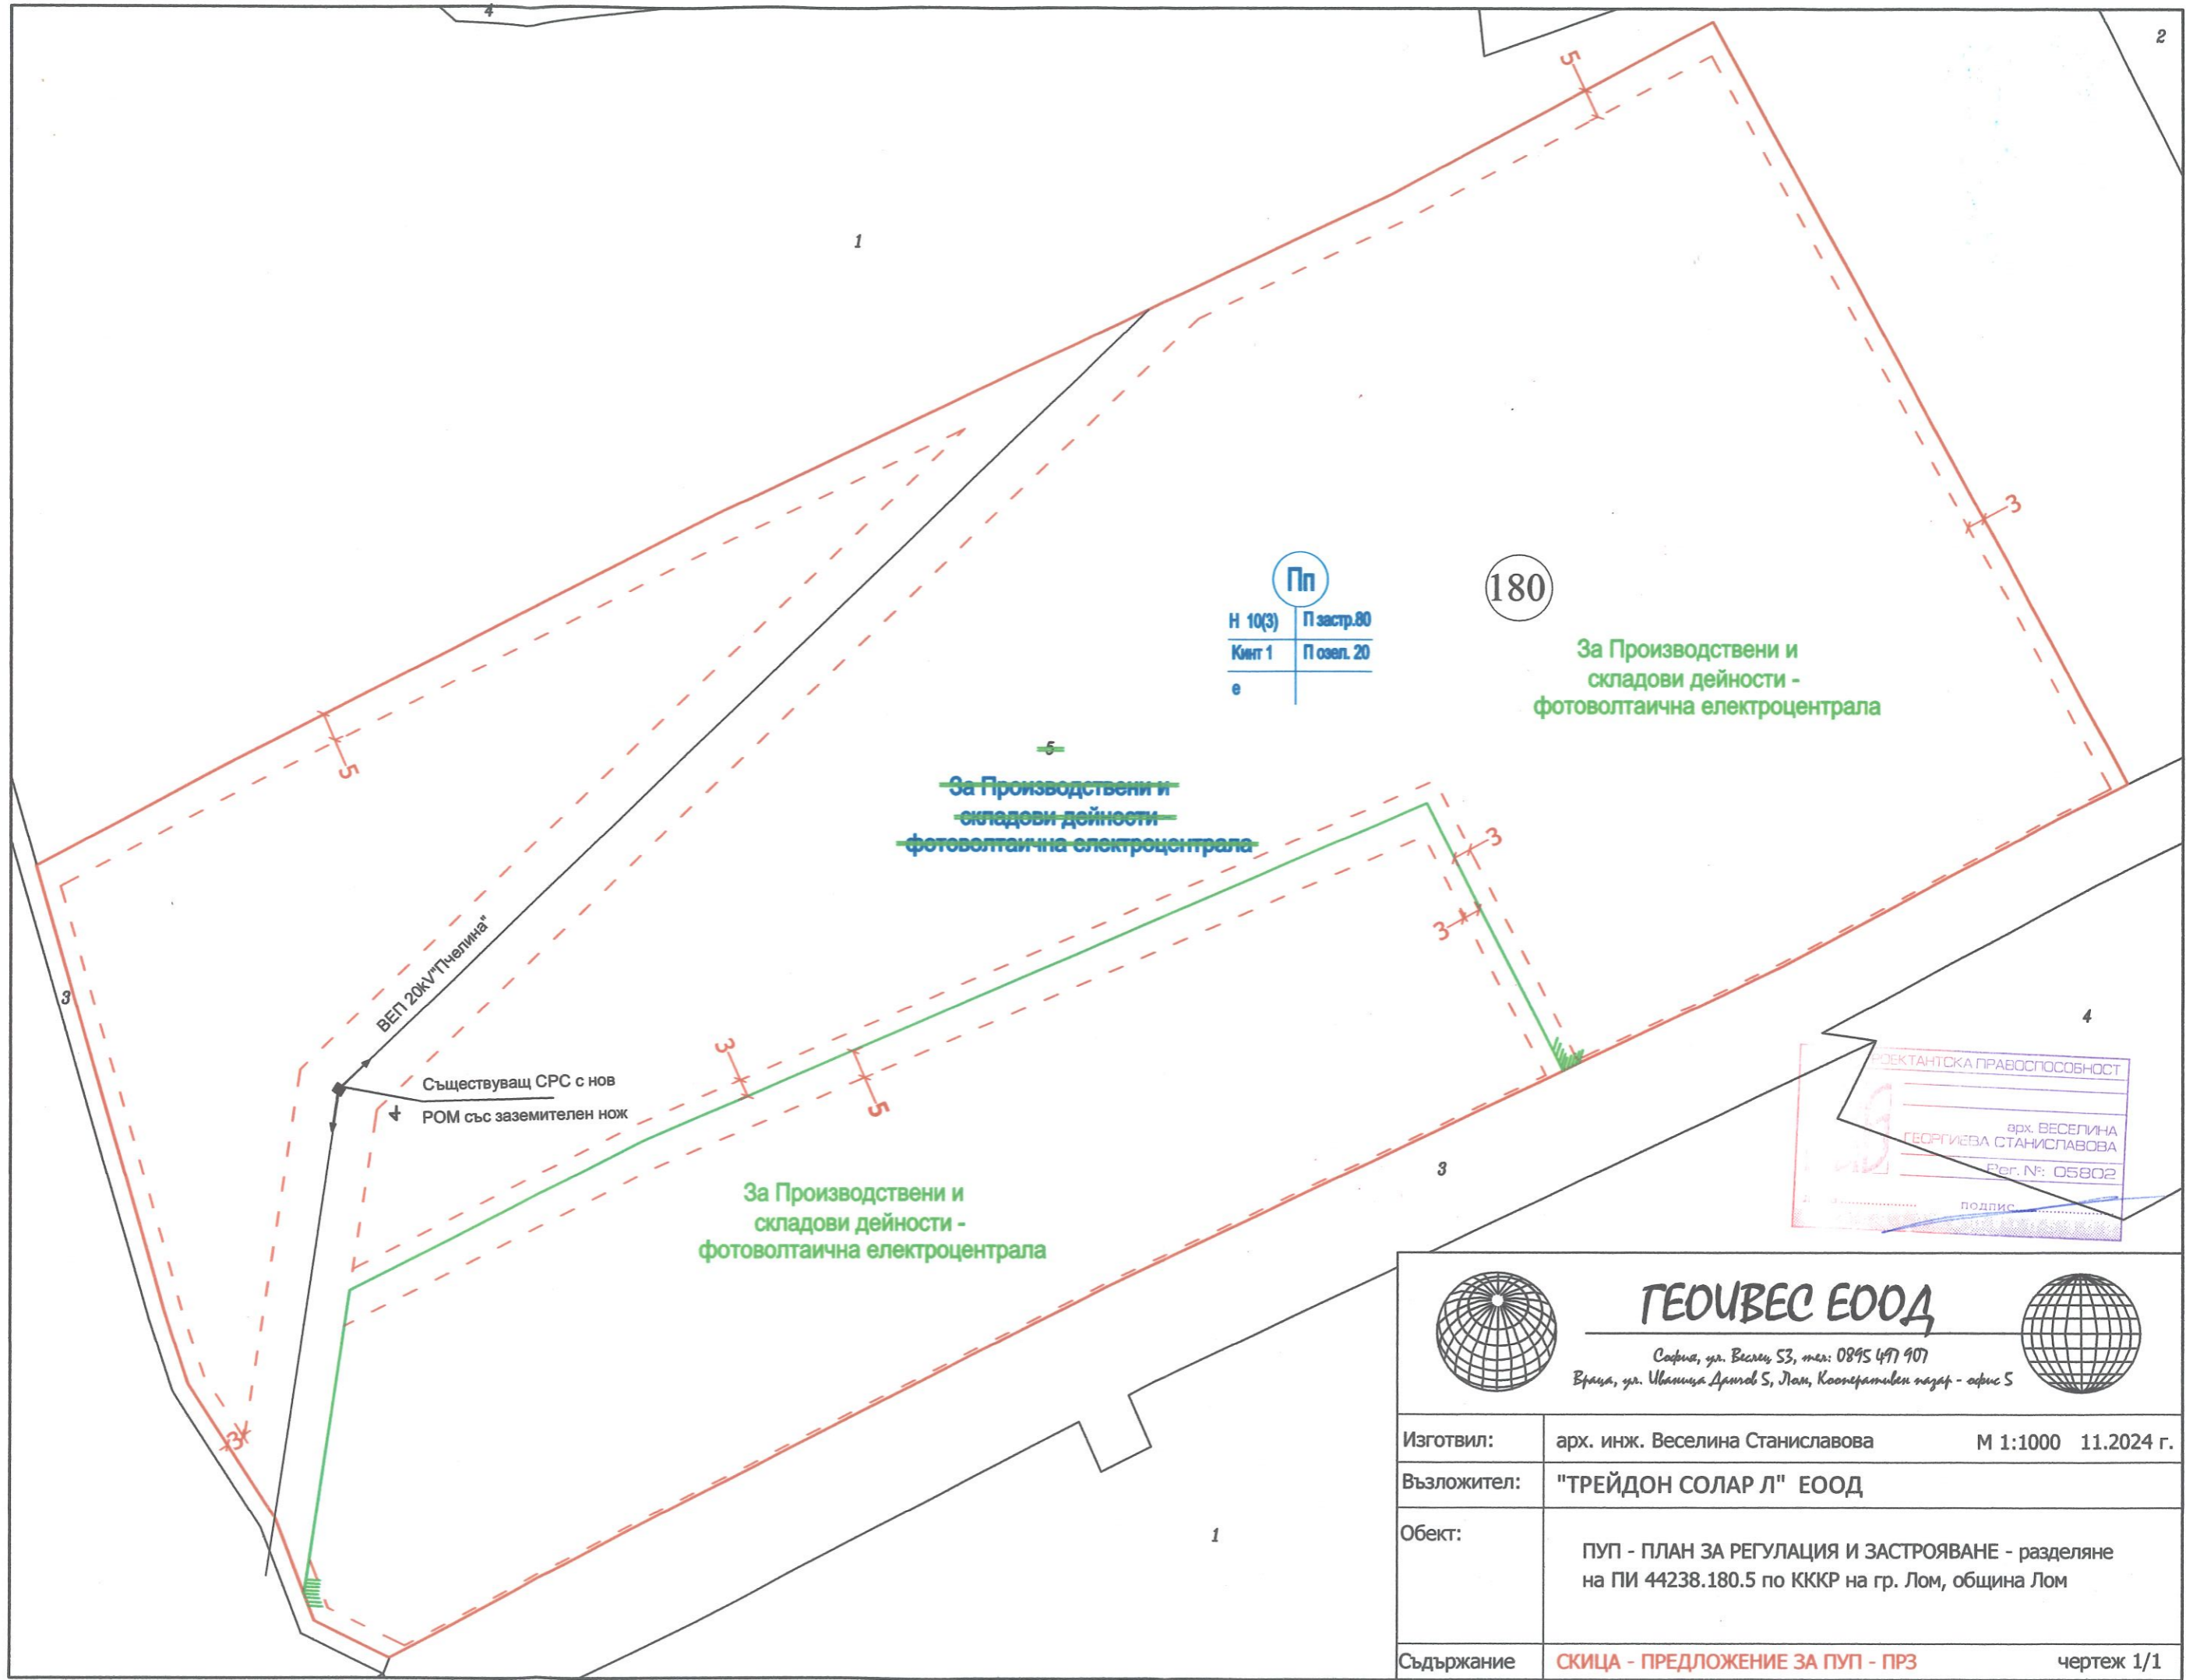 4
2
5
1
3
Пп
180
Н 10(3) П застр.80
Кинт 1 П озел. 20
е
За Производствени и
складови дейности -
фотоволтаична електроцентрала
5
5
За Производствени и
складови дейности -
фотоволтаична електроцентрала
3
3
3
ВЕП 20kV"Пчелина"
4
3
5
Съществуващ СРС с нов
РОМ със заземителен нож
За Производствени и
складови дейности -
фотоволтаична електроцентрала
3
3
1
ПРАВОСПОСОБНОСТ
арх. ВЕСЕЛИНА
ГЕОРГИЕВА СТАНИСЛАВОВА
Рег. №: 05802
подпис
ГЕОИВЕС ЕООД
София, ул. Веслец 53, тел: 0895 497 907
Враца, ул. Иваница Данчов 5, Лом, Кооперативен пазар - офис 5
Изготвил: арх. инж. Веселина Станиславова М 1:1000 11.2024 г.
Възложител: "ТРЕЙДОН СОЛАР Л" ЕООД
Обект: ПУП - ПЛАН ЗА РЕГУЛАЦИЯ И ЗАСТРОЯВАНЕ - разделяне
на ПИ 44238.180.5 по КККР на гр. Лом, община Лом
Съдържание СКИЦА - ПРЕДЛОЖЕНИЕ ЗА ПУП - ПРЗ чертеж 1/1